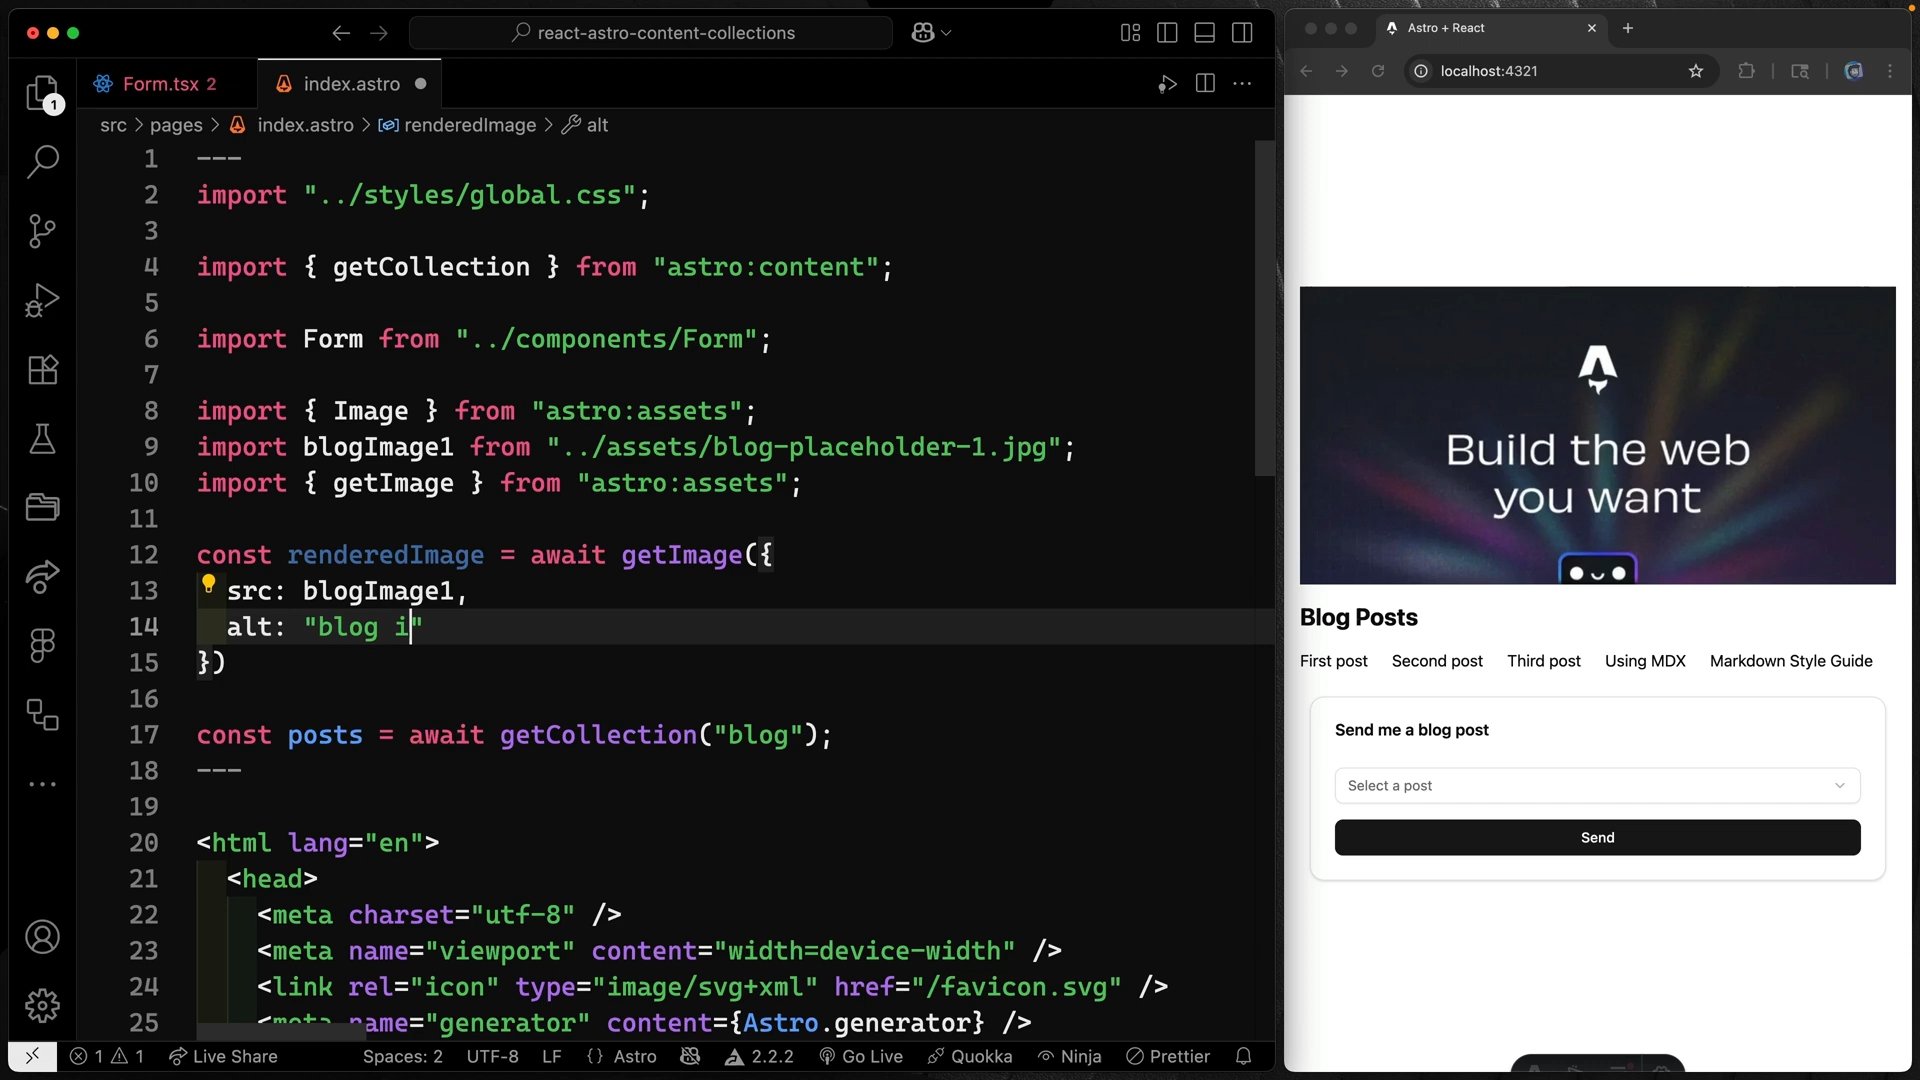 react-astro-content-collections
Form.tsx 2
index.astro
src > pages > index.astro > renderedImage > alt
1
1 ---
2 import "../styles/global.css";
3
4 import { getCollection } from "astro:content";
5
6 import Form from "../components/Form";
7
8 import { Image } from "astro:assets";
9 import blogImage1 from "../assets/blog-placeholder-1.jpg";
10 import { getImage } from "astro:assets";
11
12 const renderedImage = await getImage({
13 src: blogImage1,
14 alt: "blog i"
15 })
16
17 const posts = await getCollection("blog");
18 ---
19
20 <html lang="en">
21 <head>
22 <meta charset="utf-8" />
23 <meta name="viewport" content="width=device-width" />
24 <link rel="icon" type="image/svg+xml" href="/favicon.svg" />
25 <meta name="generator" content={Astro.generator} />
1 1 Live Share Spaces: 2 UTF-8 LF {} Astro 2.2.2 Go Live Quokka Ninja Prettier
Astro + React
localhost:4321
Build the web
you want
Blog Posts
First post Second post Third post Using MDX Markdown Style Guide
Send me a blog post
Select a post
Send